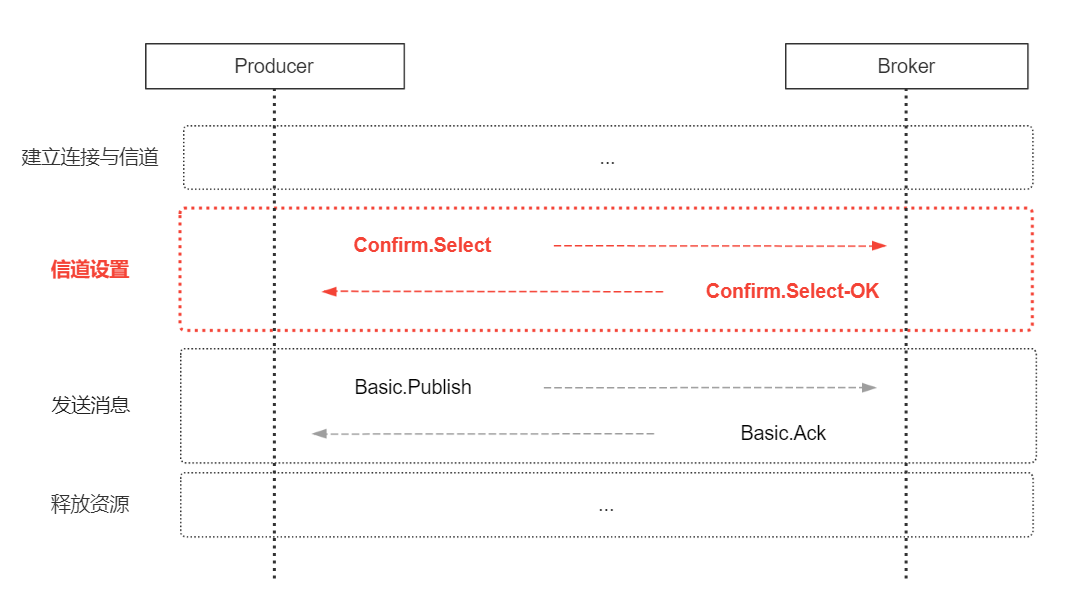 Producer
Broker
建立连接与信道
...
Confirm.Select
信道设置
Confirm.Select-OK
Basic.Publish
发送消息
Basic.Ack
释放资源
...